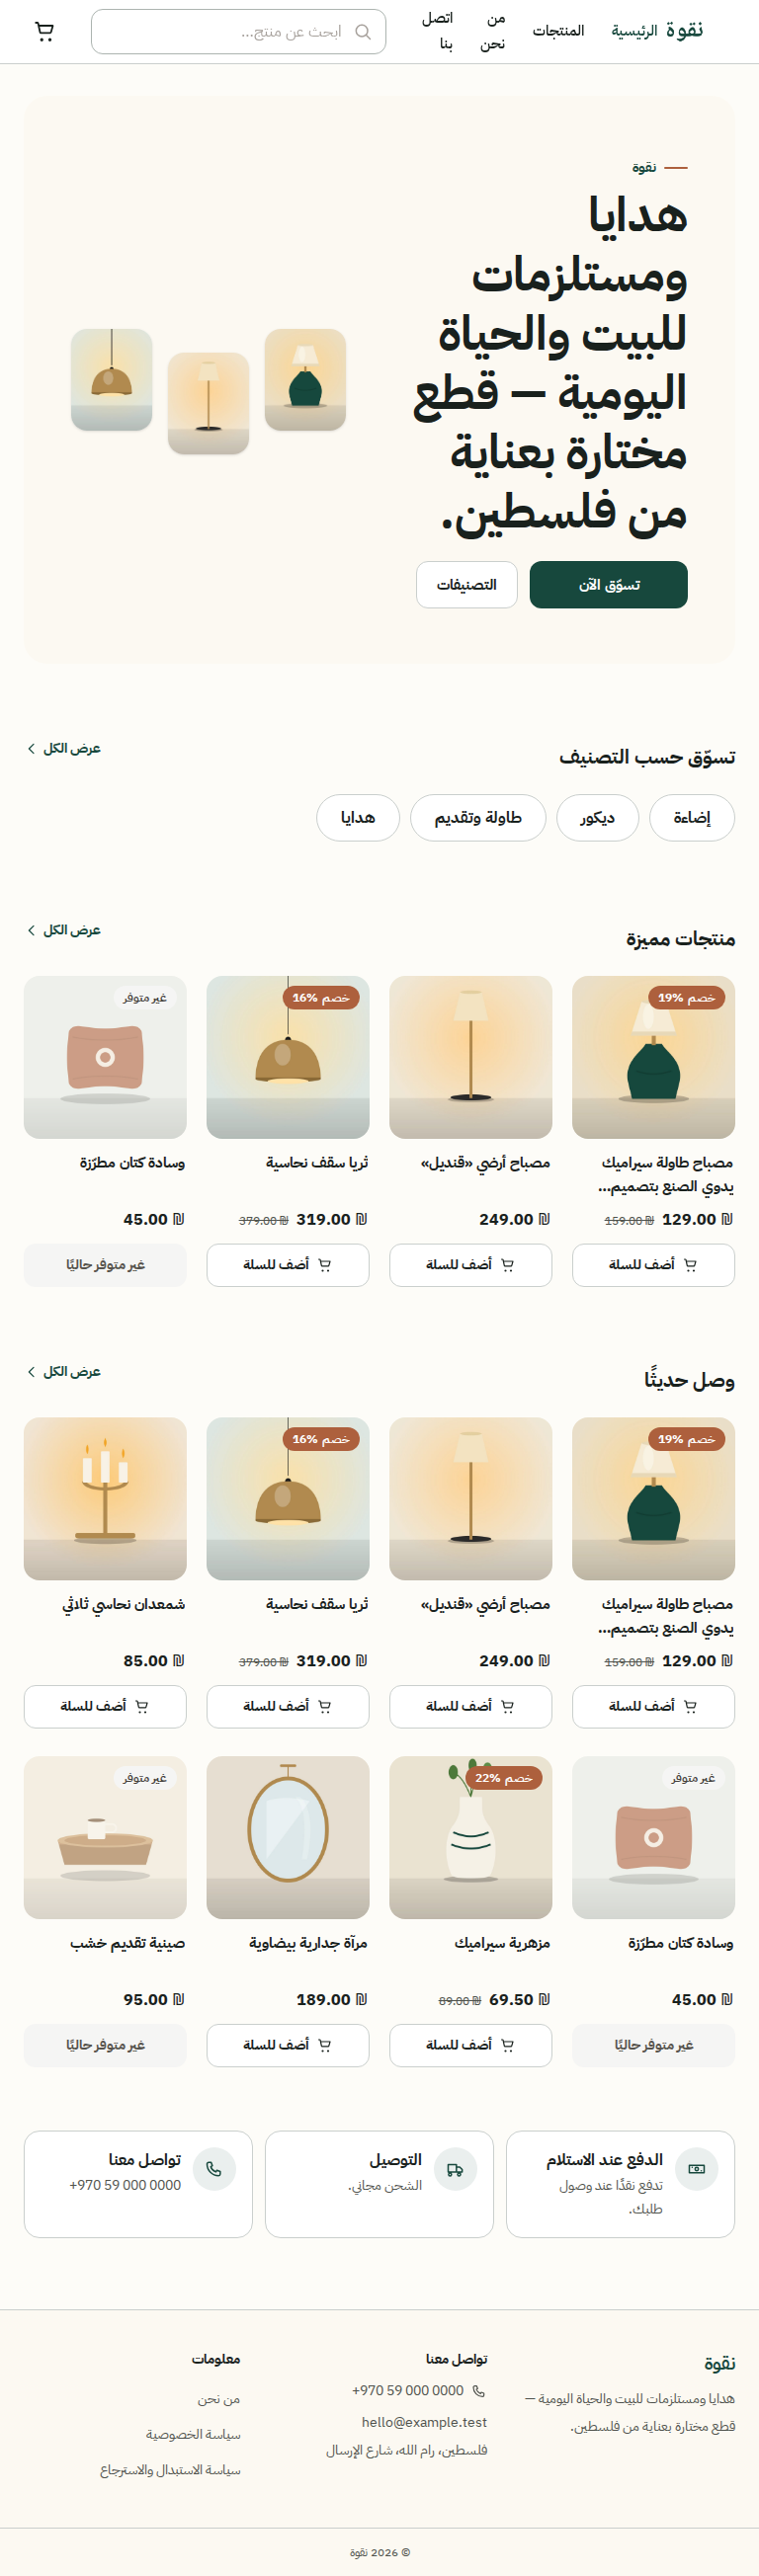 نقوة
الرئيسية
المنتجات
من نحن
اتصل بنا
ابحث عن منتج...
نقوة
هدايا
ومستلزمات
للبيت والحياة
اليومية — قطع
مختارة بعناية
من فلسطين.
تسوّق الآن
التصنيفات
تسوّق حسب التصنيف
عرض الكل
إضاءة
ديكور
طاولة وتقديم
هدايا
منتجات مميزة
عرض الكل
خصم 19%
خصم 16%
غير متوفر
مصباح طاولة سيراميك
يدوي الصنع بتصميم...
مصباح أرضي «قنديل»
ثريا سقف نحاسية
وسادة كتان مطرّزة
₪ 129.00 ₪ 159.00
₪ 249.00
₪ 319.00 ₪ 379.00
₪ 45.00
أضف للسلة
أضف للسلة
أضف للسلة
غير متوفر حاليًا
وصل حديثًا
عرض الكل
خصم 19%
خصم 16%
مصباح طاولة سيراميك
يدوي الصنع بتصميم...
مصباح أرضي «قنديل»
ثريا سقف نحاسية
شمعدان نحاسي ثلاثي
₪ 129.00 ₪ 159.00
₪ 249.00
₪ 319.00 ₪ 379.00
₪ 85.00
أضف للسلة
أضف للسلة
أضف للسلة
أضف للسلة
غير متوفر
خصم 22%
غير متوفر
وسادة كتان مطرّزة
مزهرية سيراميك
مرآة جدارية بيضاوية
صينية تقديم خشب
₪ 45.00
₪ 69.50 ₪ 89.00
₪ 189.00
₪ 95.00
غير متوفر حاليًا
أضف للسلة
أضف للسلة
غير متوفر حاليًا
الدفع عند الاستلام
تدفع نقدًا عند وصول
طلبك.
التوصيل
الشحن مجاني.
تواصل معنا
+970 59 000 0000
نقوة
هدايا ومستلزمات للبيت والحياة اليومية —
قطع مختارة بعناية من فلسطين.
تواصل معنا
+970 59 000 0000
hello@example.test
فلسطين، رام الله، شارع الإرسال
معلومات
من نحن
سياسة الخصوصية
سياسة الاستبدال والاسترجاع
© 2026 نقوة